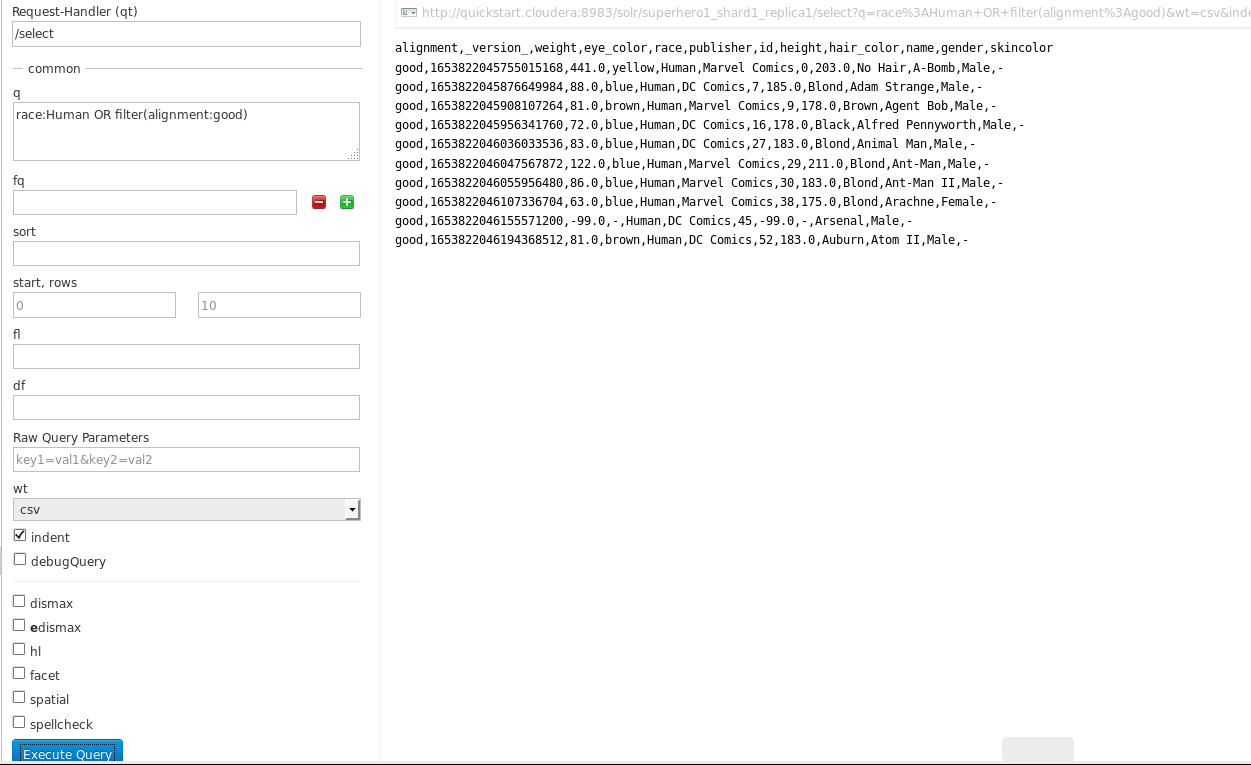 Request-Handler (qt)
/select
common
q
race:Human OR filter(alignment:good)
fq
sort
start, rows
0 10
fl
df
Raw Query Parameters
key1=val1&key2=val2
wt
csv
indent
debugQuery
dismax
edismax
hl
facet
spatial
spellcheck
Execute Query
http://quickstart.cloudera:8983/solr/superhero1_shard1_replica1/select?q=race%3AHuman+OR+filter(alignment%3Agood)&wt=csv&inde
alignment,_version_,weight,eye_color,race,publisher,id,height,hair_color,name,gender,skincolor
good,1653822045755015168,441.0,yellow,Human,Marvel Comics,0,203.0,No Hair,A-Bomb,Male,-
good,1653822045876649984,88.0,blue,Human,DC Comics,7,185.0,Blond,Adam Strange,Male,-
good,1653822045908107264,81.0,brown,Human,Marvel Comics,9,178.0,Brown,Agent Bob,Male,-
good,1653822045956341760,72.0,blue,Human,DC Comics,16,178.0,Black,Alfred Pennyworth,Male,-
good,1653822046036033536,83.0,blue,Human,DC Comics,27,183.0,Blond,Animal Man,Male,-
good,1653822046047567872,122.0,blue,Human,Marvel Comics,29,211.0,Blond,Ant-Man,Male,-
good,1653822046055956480,86.0,blue,Human,Marvel Comics,30,183.0,Blond,Ant-Man II,Male,-
good,1653822046107336704,63.0,blue,Human,Marvel Comics,38,175.0,Blond,Arachne,Female,-
good,1653822046155571200,-99.0,-,Human,DC Comics,45,-99.0,-,Arsenal,Male,-
good,1653822046194368512,81.0,brown,Human,DC Comics,52,183.0,Auburn,Atom II,Male,-